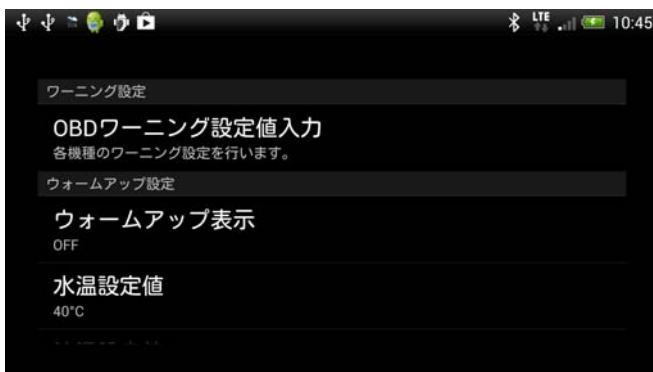 LTE 10:45
ワーニング設定
OBDワーニング設定値入力
各機種のワーニング設定を行います。
ウォームアップ設定
ウォームアップ表示
OFF
水温設定値
40°C